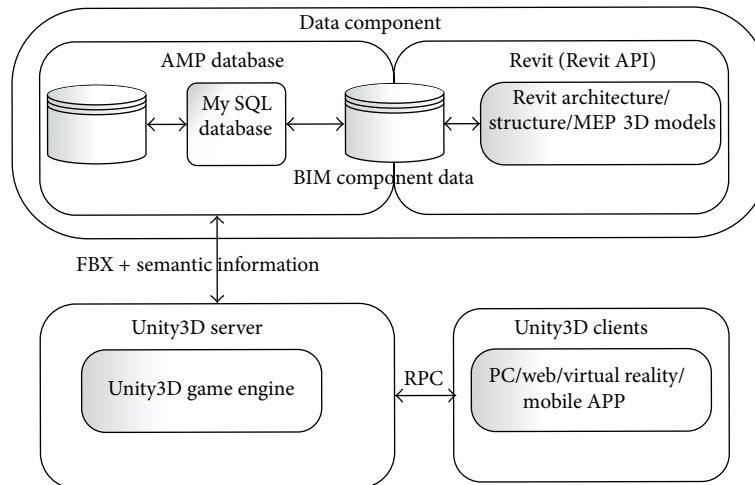 Data component
AMP database
Revit (Revit API)
My SQL
database
Revit architecture/
structure/MEP 3D models
BIM component data
FBX + semantic information
Unity3D server
Unity3D clients
Unity3D game engine
RPC
PC/web/virtual reality/
mobile APP